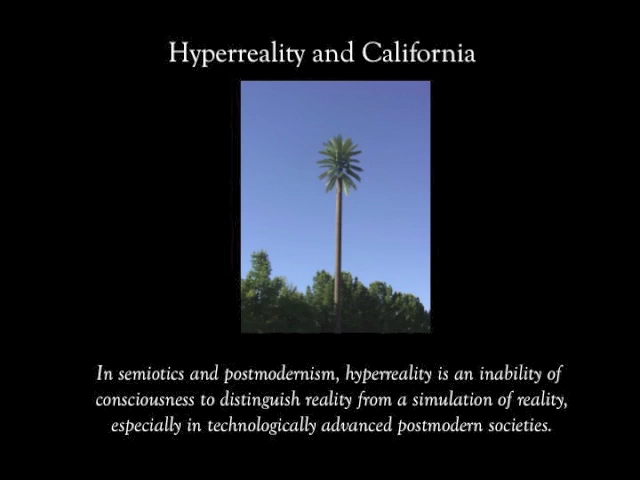 Hyperreality and California
In semiotics and postmodernism, hyperreality is an inability of
consciousness to distinguish reality from a simulation of reality,
especially in technologically advanced postmodern societies.